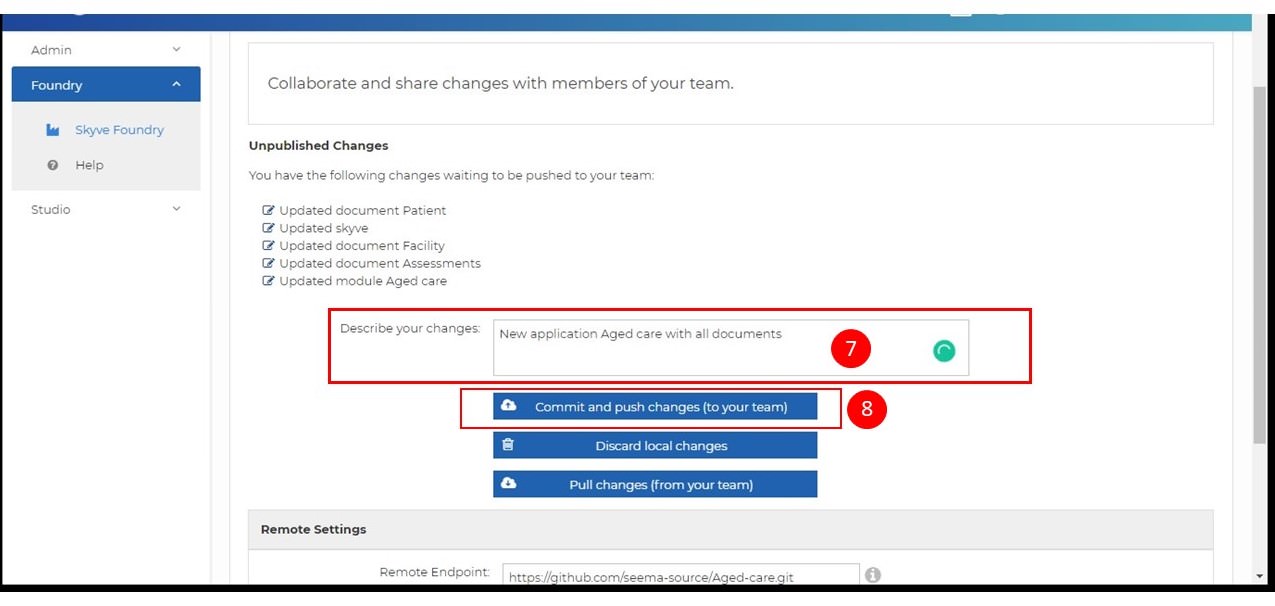 Admin
Foundry
Skyve Foundry
Help
Studio
Collaborate and share changes with members of your team.
Unpublished Changes
You have the following changes waiting to be pushed to your team:
Updated document Patient
Updated skyve
Updated document Facility
Updated document Assessments
Updated module Aged care
Describe your changes: New application Aged care with all documents
7
Commit and push changes (to your team)
8
Discard local changes
Pull changes (from your team)
Remote Settings
Remote Endpoint: https://github.com/seema-source/Aged-care.git